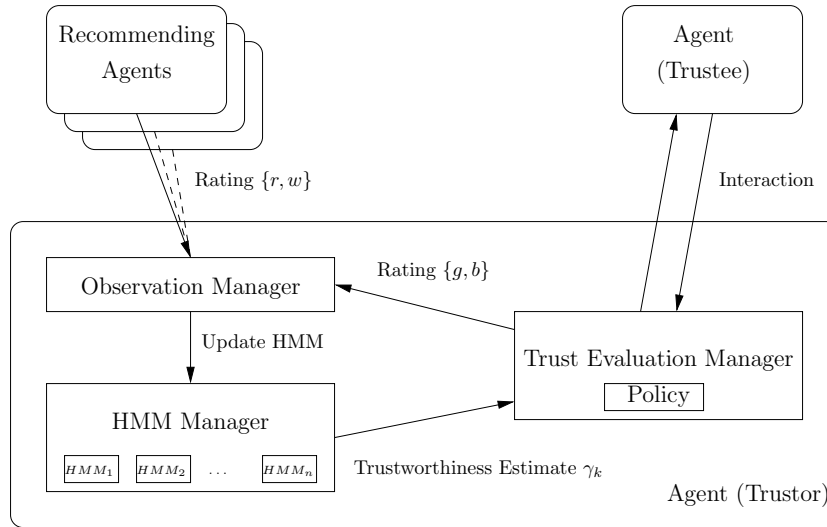 Recommending
Agents
Agent
(Trustee)
Rating {r, w}
Interaction
Rating {g, b}
Observation Manager
Update HMM
Trust Evaluation Manager
Policy
HMM Manager
HMM₁ HMM₂ ... HMMₙ
Trustworthiness Estimate γₖ
Agent (Trustor)